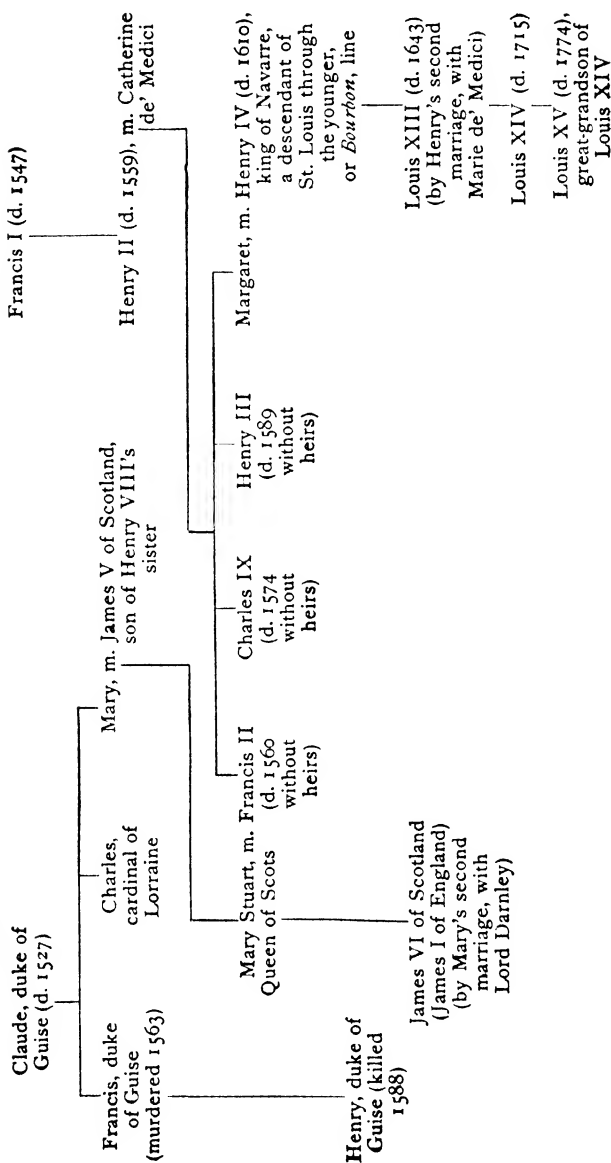 Francis I (d. 1547)
Henry II (d. 1559), m. Catherine
de' Medici
Claude, duke of
Guise (d. 1527)
Francis, duke
of Guise
(murdered 1563)
Charles,
cardinal of
Lorraine
Mary, m. James V of Scotland,
son of Henry VIII's
sister
Henry, duke of
Guise (killed
1588)
Mary Stuart, m. Francis II
Queen of Scots
(d. 1560
without
heirs)
Charles IX
(d. 1574
without
heirs)
Henry III
(d. 1589
without
heirs)
Margaret, m. Henry IV (d. 1610),
king of Navarre,
a descendant of
St. Louis through
the younger,
or Bourbon, line
James VI of Scotland
(James I of England)
(by Mary's second
marriage, with
Lord Darnley)
Louis XIII (d. 1643)
(by Henry's second
marriage, with
Marie de' Medici)
Louis XIV (d. 1715)
Louis XV (d. 1774),
great-grandson of
Louis XIV